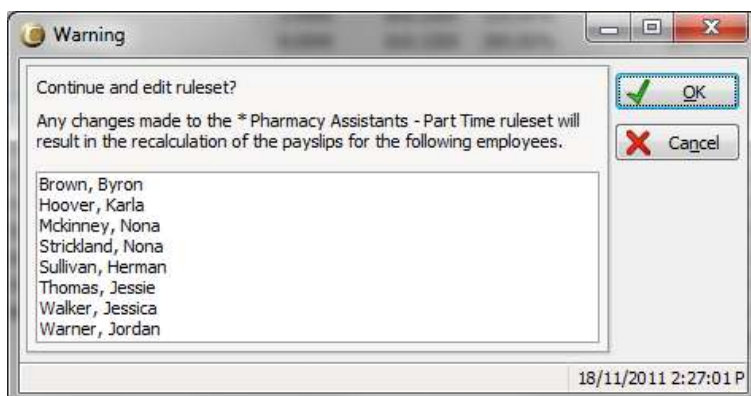 Warning
Continue and edit ruleset?
OK
Any changes made to the * Pharmacy Assistants - Part Time ruleset will
result in the recalculation of the payslips for the following employees.
Cancel
Brown, Byron
Hoover, Karla
Mckinney, Nona
Strickland, Nona
Sullivan, Herman
Thomas, Jessie
Walker, Jessica
Warner, Jordan
18/11/2011 2:27:01 P